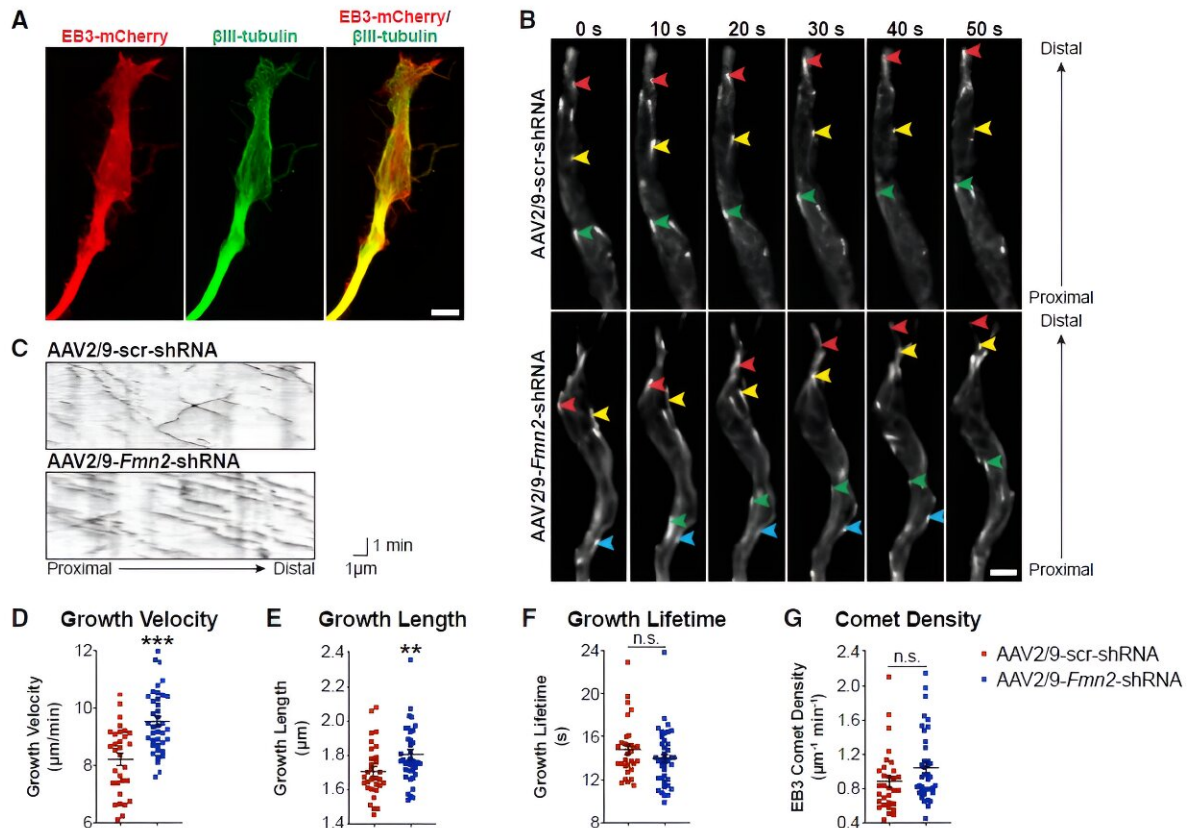 A
EB3-mCherry
βIII-tubulin
EB3-mCherry/
βIII-tubulin
B
0 s 10 s 20 s 30 s 40 s 50 s
AAV2/9-scr-shRNA
Distal
Proximal
AAV2/9-Fmn2-shRNA
Distal
Proximal
C
AAV2/9-scr-shRNA
AAV2/9-Fmn2-shRNA
Proximal Distal
1 min
1µm
D Growth Velocity
***
Growth Velocity
(µm/min)
12
10
8
6
E Growth Length
**
Growth Length
(µm)
2.4
2.2
2.0
1.8
1.6
1.4
F Growth Lifetime
n.s.
Growth Lifetime
(s)
24
21
18
15
12
9
6
G Comet Density
n.s.
EB3 Comet Density
(µm⁻¹ min⁻¹)
2.4
2.0
1.6
1.2
0.8
0.4
AAV2/9-scr-shRNA
AAV2/9-Fmn2-shRNA